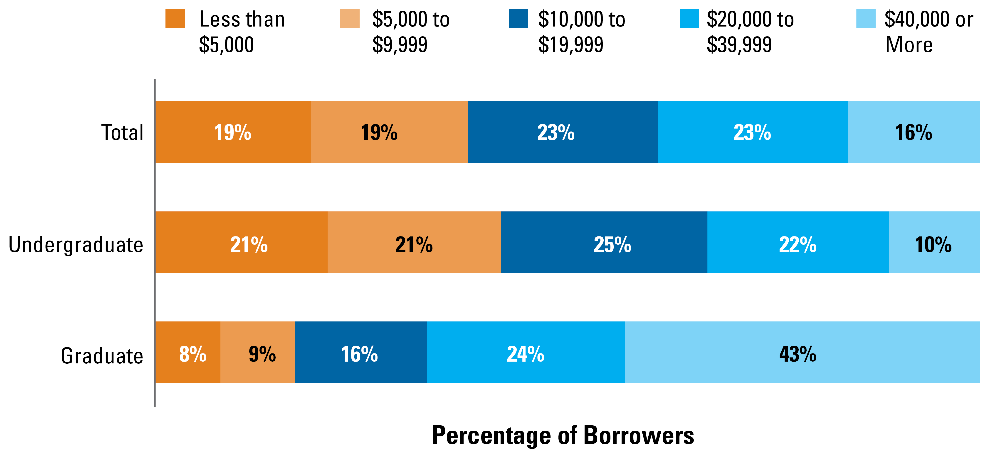 Less than
$5,000
$5,000 to
$9,999
$10,000 to
$19,999
$20,000 to
$39,999
$40,000 or
More
Total
19%
19%
23%
23%
16%
Undergraduate
21%
21%
25%
22%
10%
Graduate
8%
9%
16%
24%
43%
Percentage of Borrowers